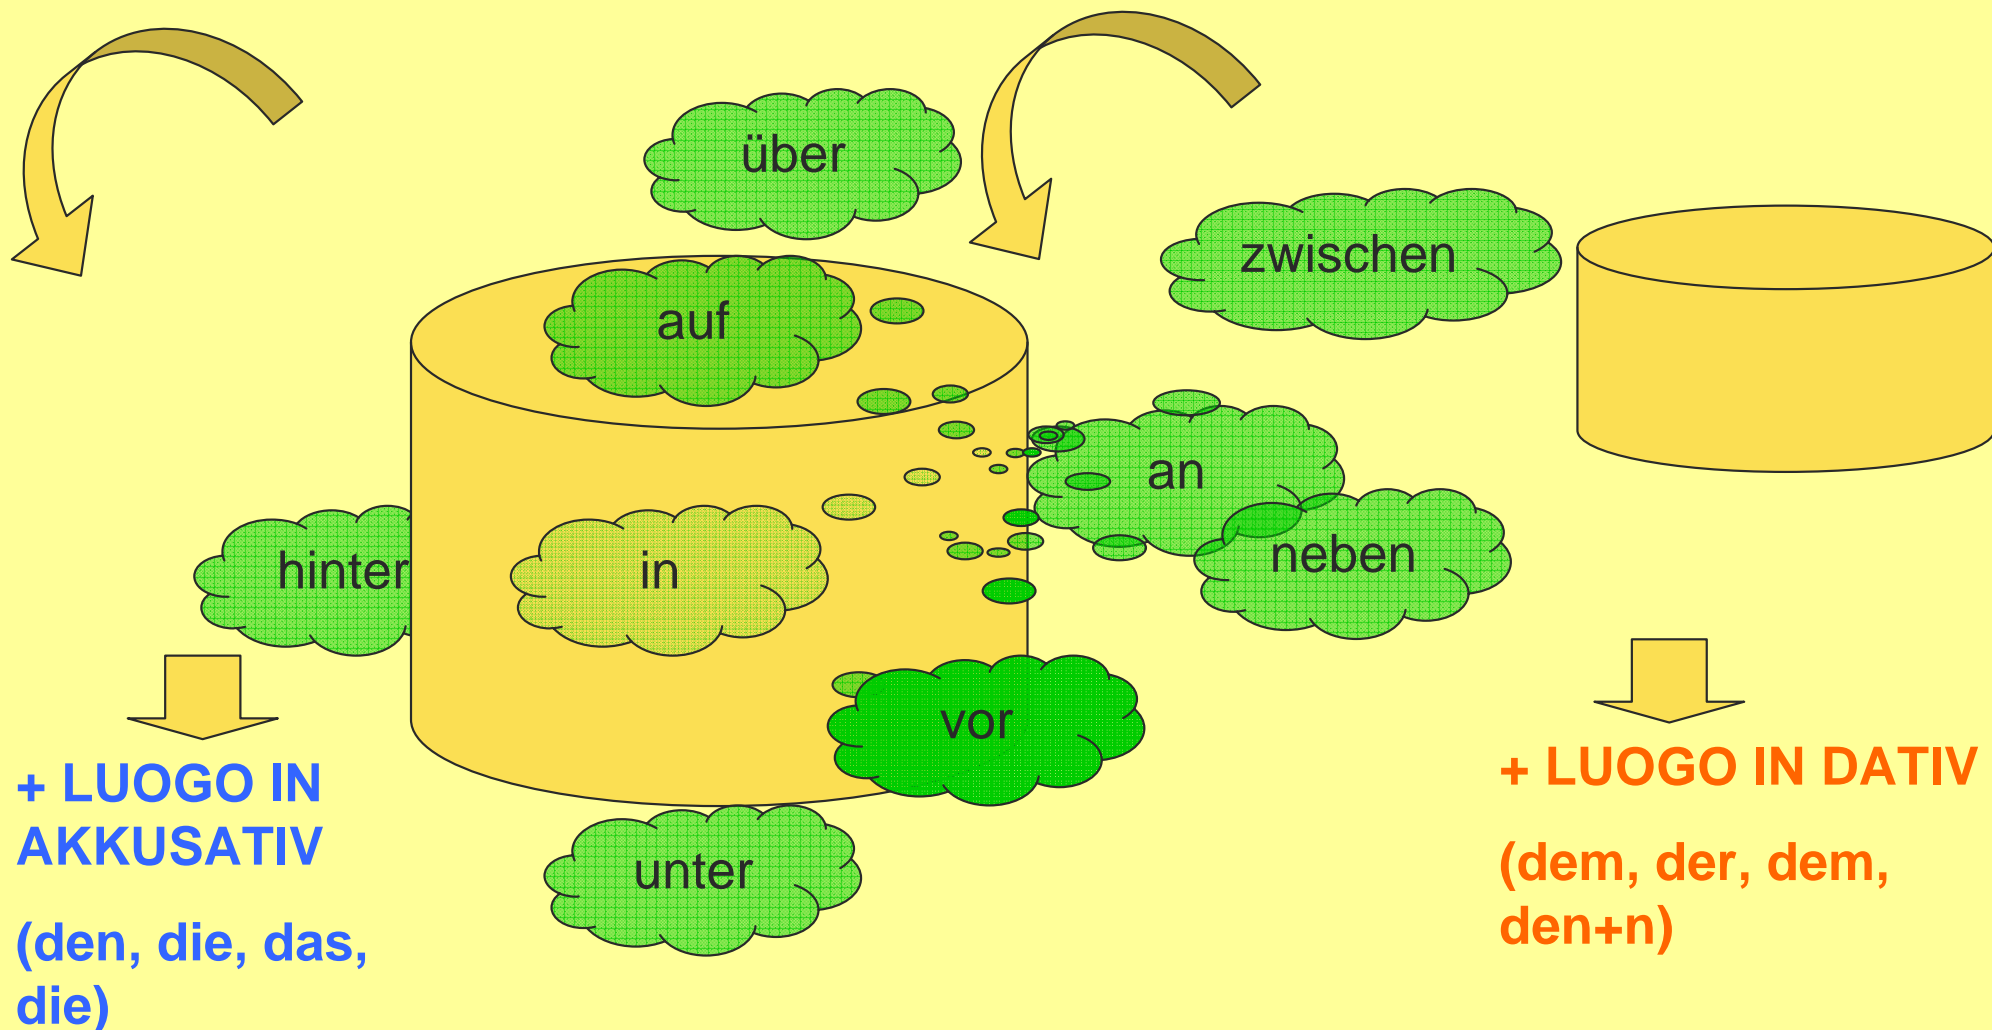 über
zwischen
auf
an
neben
hinter
in
vor
unter
+ LUOGO IN
AKKUSATIV
(den, die, das,
die)
+ LUOGO IN DATIV
(dem, der, dem,
den+n)